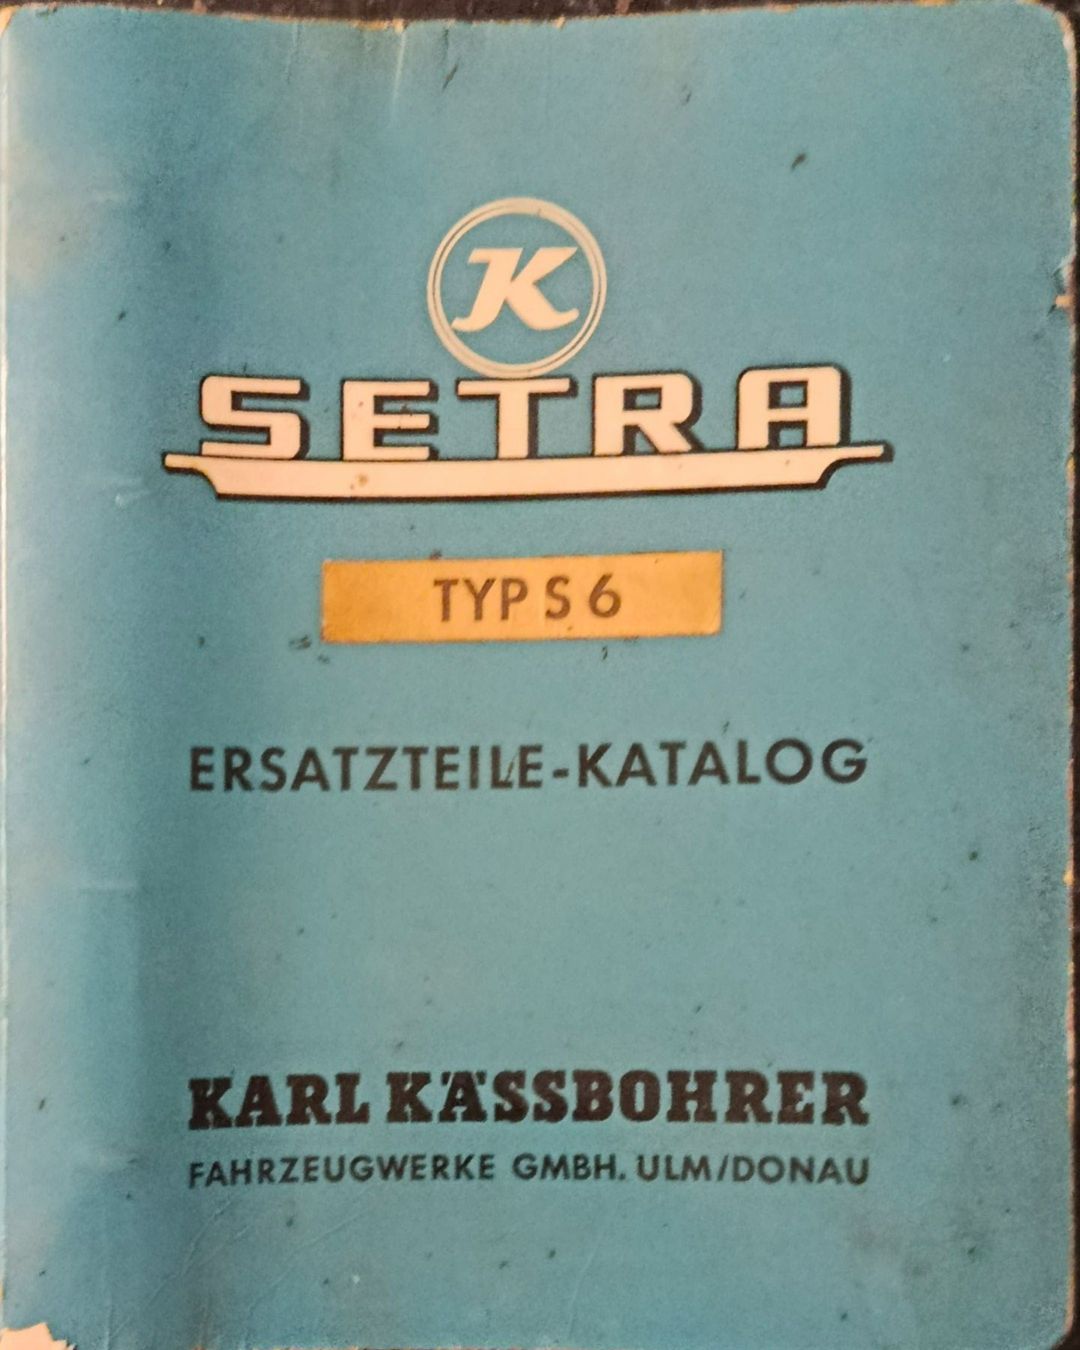 K
SETRA
TYP S 6
ERSATZTEILE-KATALOG
KARL KÄSSBOHRER
FAHRZEUGWERKE GMBH. ULM/DONAU